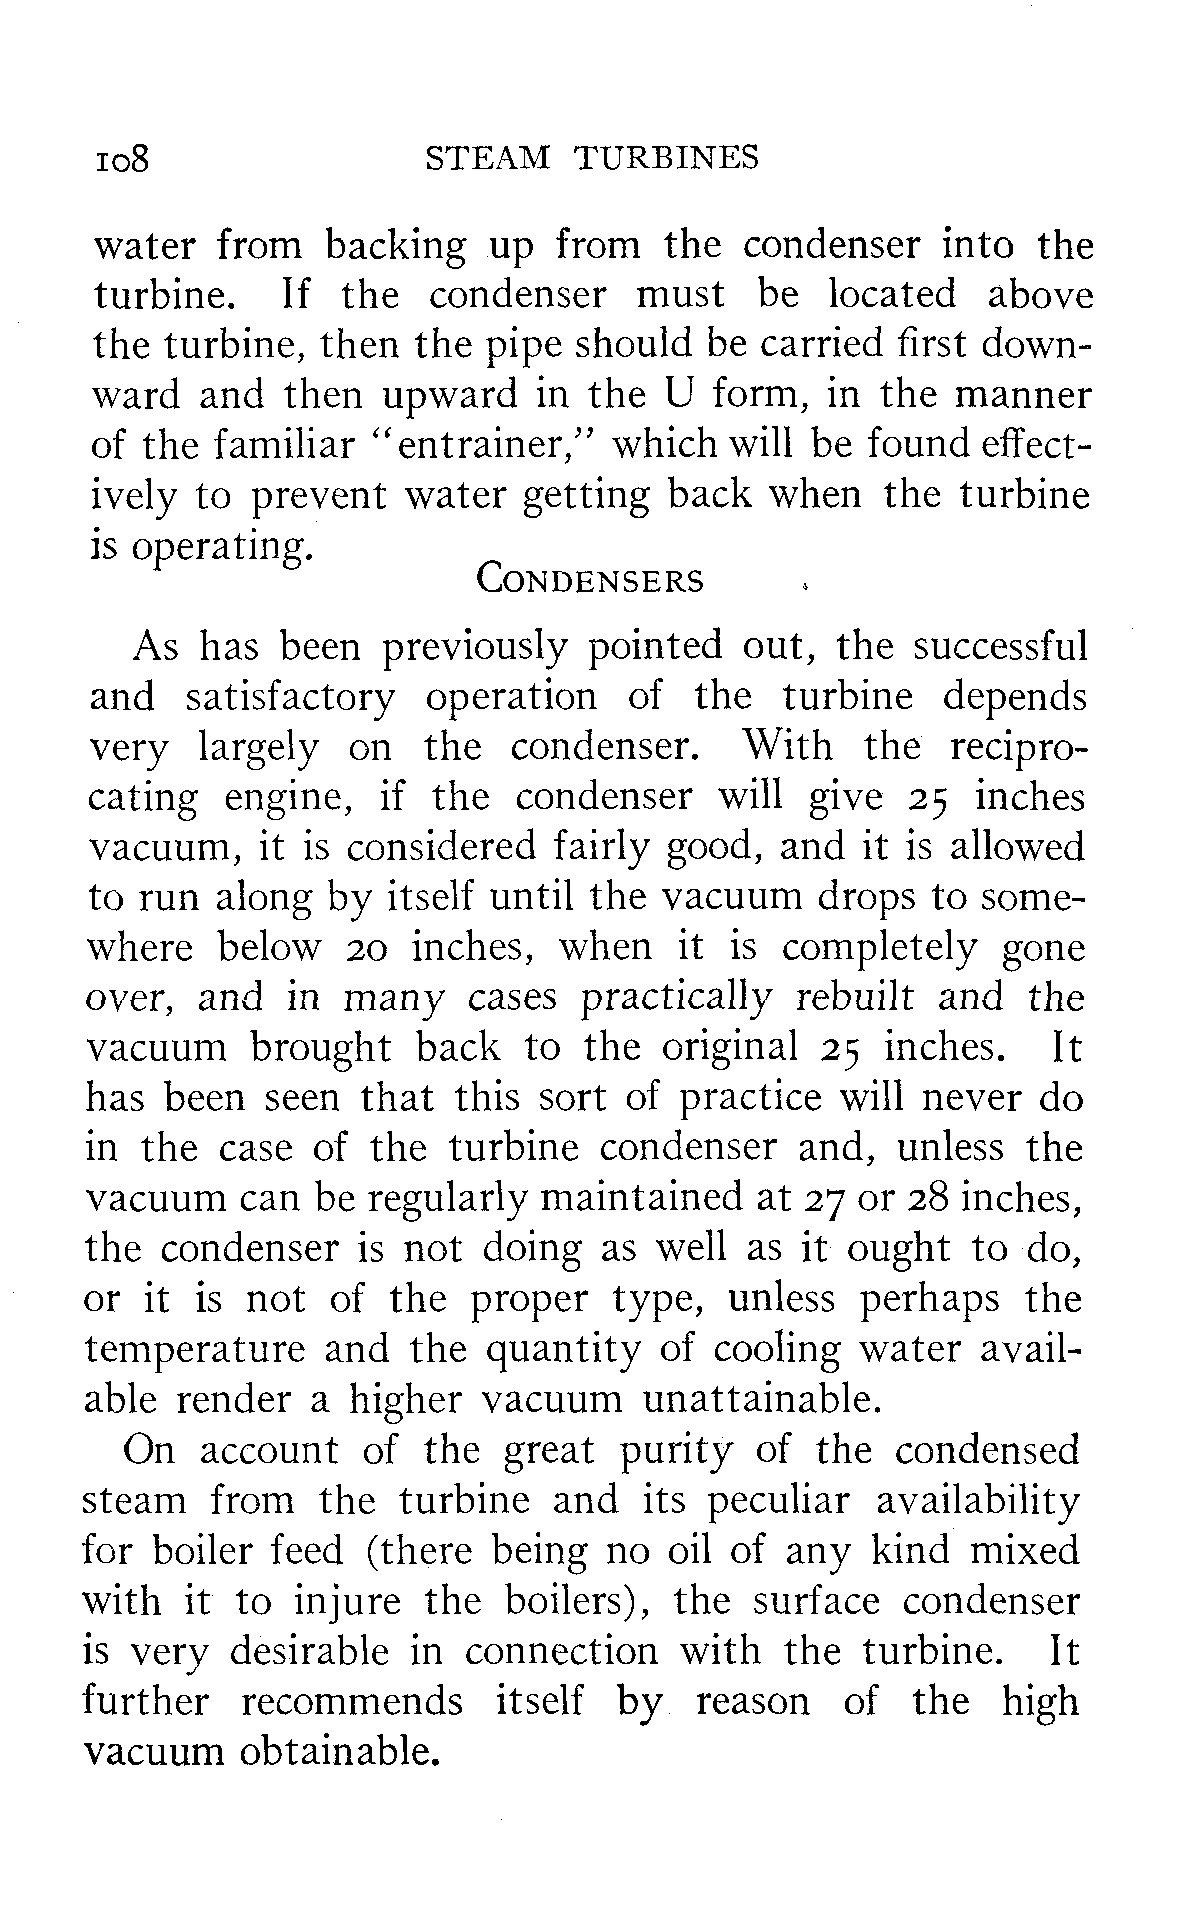 108 STEAM TURBINES
water from backing up from the condenser into the
turbine. If the condenser must be located above
the turbine, then the pipe should be carried first down-
ward and then upward in the U form, in the manner
of the familiar “entrainer,” which will be found effect-
ively to prevent water getting back when the turbine
is operating.
CONDENSERS
As has been previously pointed out, the successful
and satisfactory operation of the turbine depends
very largely on the condenser. With the recipro-
cating engine, if the condenser will give 25 inches
vacuum, it is considered fairly good, and it is allowed
to run along by itself until the vacuum drops to some-
where below 20 inches, when it is completely gone
over, and in many cases practically rebuilt and the
vacuum brought back to the original 25 inches. It
has been seen that this sort of practice will never do
in the case of the turbine condenser and, unless the
vacuum can be regularly maintained at 27 or 28 inches,
the condenser is not doing as well as it ought to do,
or it is not of the proper type, unless perhaps the
temperature and the quantity of cooling water avail-
able render a higher vacuum unattainable.
On account of the great purity of the condensed
steam from the turbine and its peculiar availability
for boiler feed (there being no oil of any kind mixed
with it to injure the boilers), the surface condenser
is very desirable in connection with the turbine. It
further recommends itself by reason of the high
vacuum obtainable.